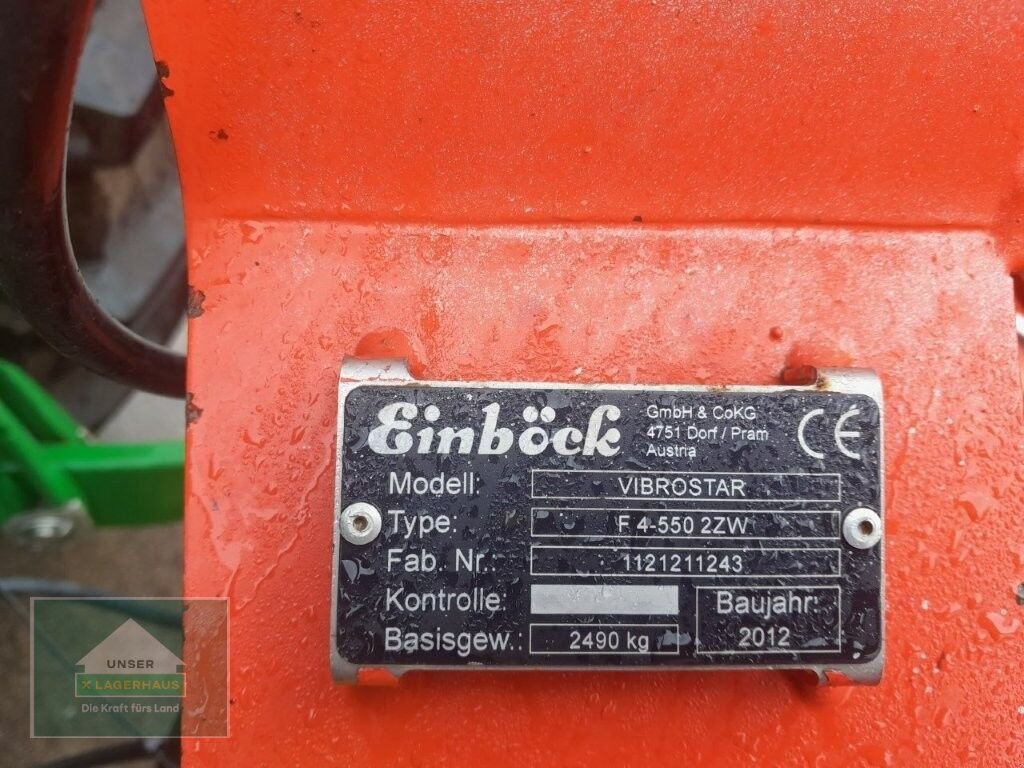 Einböck
GmbH & CoKG
4751 Dorf / Pram
Austria
CE
Modell: VIBROSTAR
Type: F 4-550 2ZW
Fab. Nr.: 1121211243
Kontrolle:
Basisgew.: 2490 kg
Baujahr:
2012
UNSER
X LAGERHAUS
Die Kraft fürs Land